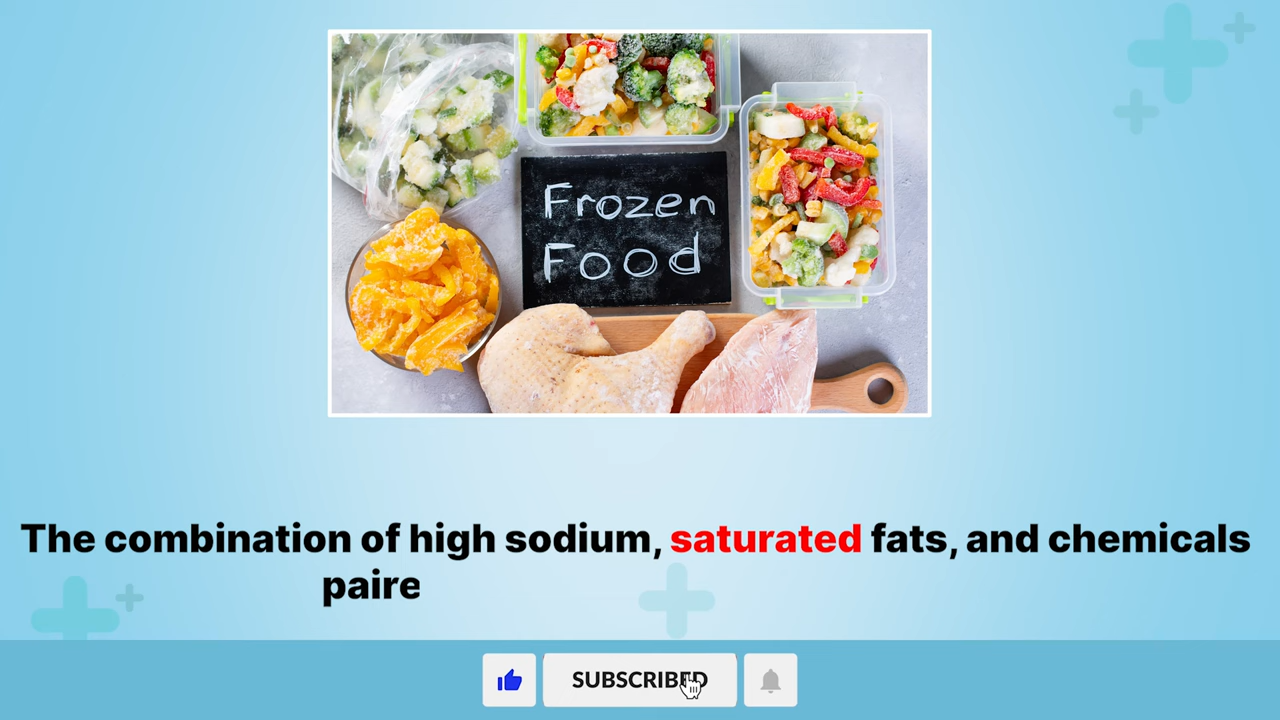 Frozen
Food
The combination of high sodium, saturated fats, and chemicals
paire
SUBSCRIBED